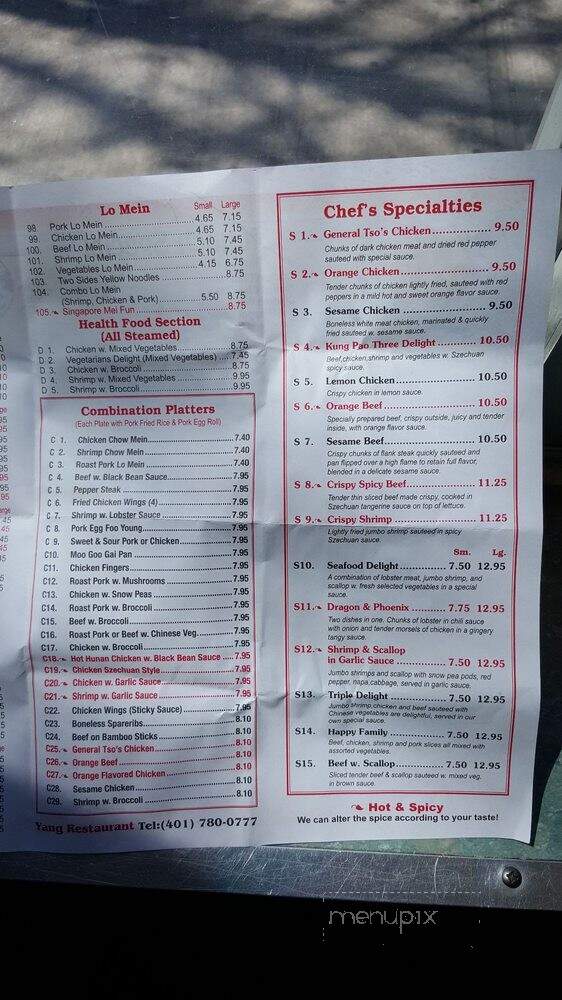 Lo Mein
Small Large
98. Pork Lo Mein 4.65 7.15
99. Chicken Lo Mein 4.65 7.15
100. Beef Lo Mein 5.10 7.45
101. Shrimp Lo Mein 5.10 7.45
102. Vegetables Lo Mein 4.15 6.75
103. Two Sides Yellow Noodles 8.75
104. Combo Lo Mein
(Shrimp, Chicken & Pork) 5.50 8.75
105. Singapore Mei Fun 8.75
Health Food Section
(All Steamed)
D 1. Chicken w. Mixed Vegetables 8.75
D 2. Vegetarians Delight (Mixed Vegetables) 7.45
D 3. Chicken w. Broccoli 8.75
D 4. Shrimp w. Mixed Vegetables 9.95
D 5. Shrimp w. Broccoli 9.95
Combination Platters
(Each Plate with Pork Fried Rice & Pork Egg Roll)
C 1. Chicken Chow Mein 7.40
C 2. Shrimp Chow Mein 7.40
C 3. Roast Pork Lo Mein 7.40
C 4. Beef w. Black Bean Sauce 7.95
C 5. Pepper Steak 7.95
C 6. Fried Chicken Wings (4) 7.95
C 7. Shrimp w. Lobster Sauce 7.95
C 8. Pork Egg Foo Young 7.95
C 9. Sweet & Sour Pork or Chicken 7.95
C10. Moo Goo Gai Pan 7.95
C11. Chicken Fingers 7.95
C12. Roast Pork w. Mushrooms 7.95
C13. Chicken w. Snow Peas 7.95
C14. Roast Pork w. Broccoli 7.95
C15. Beef w. Broccoli 7.95
C16. Roast Pork or Beef w. Chinese Veg. 7.95
C17. Chicken w. Broccoli 7.95
C18. Hot Hunan Chicken w. Black Bean Sauce 7.95
C19. Chicken Szechuan Style 7.95
C20. Chicken w. Garlic Sauce 7.95
C21. Shrimp w. Garlic Sauce 7.95
C22. Chicken Wings (Sticky Sauce) 7.95
C23. Boneless Spareribs 8.10
C24. Beef on Bamboo Sticks 8.10
C25. General Tso's Chicken 8.10
C26. Orange Beef 8.10
C27. Orange Flavored Chicken 8.10
C28. Sesame Chicken 8.10
C29. Shrimp w. Broccoli 8.10
Yang Restaurant Tel:(401) 780-0777
Chef's Specialties
S 1. General Tso's Chicken 9.50
Chunks of dark chicken meat and dried red pepper
sauteed with special sauce.
S 2. Orange Chicken 9.50
Tender chunks of chicken lightly fried, sauteed with red
peppers in a mild hot and sweet orange flavor sauce.
S 3. Sesame Chicken 9.50
Boneless white meat chicken, marinated & quickly
fried sauteed w. sesame sauce.
S 4. Kung Pao Three Delight 10.50
Beef,chicken,shrimp and vegetables w. Szechuan
spicy sauce.
S 5. Lemon Chicken 10.50
Crispy chicken in lemon sauce.
S 6. Orange Beef 10.50
Specially prepared beef, crispy outside, juicy and tender
inside, with orange flavor sauce.
S 7. Sesame Beef 10.50
Crispy chunks of flank steak quickly sauteed and
pan flipped over a high flame to retain full flavor,
blended in a delicate sesame sauce.
S 8. Crispy Spicy Beef 11.25
Tender thin sliced beef made crispy, cooked in
Szechuan tangerine sauce on top of lettuce.
S 9. Crispy Shrimp 11.25
Lightly fried jumbo shrimp sauteed in spicy
Szechuan sauce.
Sm. Lg.
S10. Seafood Delight 7.50 12.95
A combination of lobster meat, jumbo shrimp, and
scallop w. fresh selected vegetables in a special
sauce.
S11. Dragon & Phoenix 7.75 12.95
Two dishes in one. Chunks of lobster in chili sauce
with onion and tender morsels of chicken in a gingery
tangy sauce.
S12. Shrimp & Scallop
in Garlic Sauce 7.50 12.95
Jumbo shrimps and scallop with snow pea pods, red
pepper, napa,cabbage, served in garlic sauce.
S13. Triple Delight 7.50 12.95
Jumbo shrimp,chicken and beef sauteed with
Chinese vegetables are delightful, served in our
own special sauce.
S14. Happy Family 7.50 12.95
Beef, chicken, shrimp and pork slices all mixed with
assorted vegetables.
S15. Beef w. Scallop 7.50 12.95
Sliced tender beef & scallop sauteed w. mixed veg.
in brown sauce.
Hot & Spicy
We can alter the spice according to your taste!
menupix